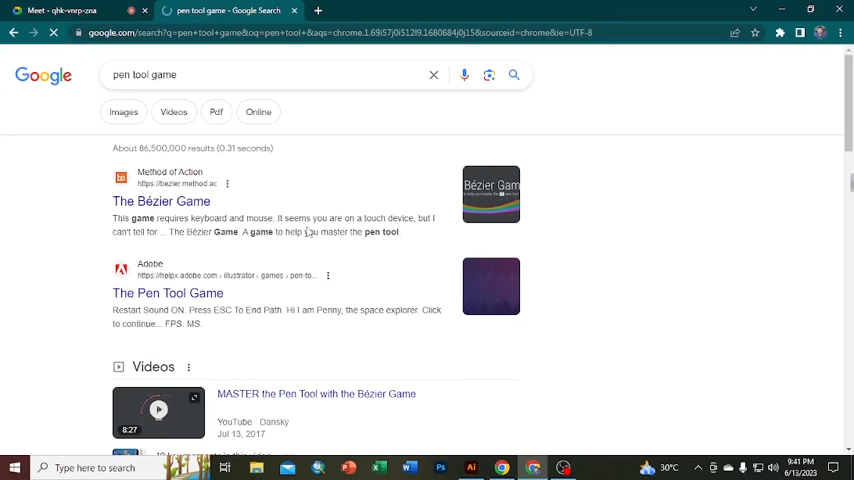 Meet - qhk-vnrp-zna
pen tool game - Google Search
google.com/search?q=pen+tool+game&oq=pen+tool+&aqs=chrome.1.69i57j0i512l9.1680684j0j15&sourceid=chrome&ie=UTF-8
Google
pen tool game
Images
Videos
Pdf
Online
About 86,500,000 results (0.31 seconds)
Method of Action
https://bezier.method.ac
The Bézier Game
This game requires keyboard and mouse. It seems you are on a touch device, but I
can't tell for ... The Bézier Game. A game to help you master the pen tool.
Bézier Gam
Adobe
https://helpx.adobe.com › illustrator › games › pen-to...
The Pen Tool Game
Restart Sound ON. Press ESC To End Path. Hi I am Penny, the space explorer. Click
to continue... FPS. MS.
Videos
MASTER the Pen Tool with the Bézier Game
YouTube · Dansky
Jul 13, 2017
8:27
Type here to search
Ps
Ai
30°C
9:41 PM
6/13/2023